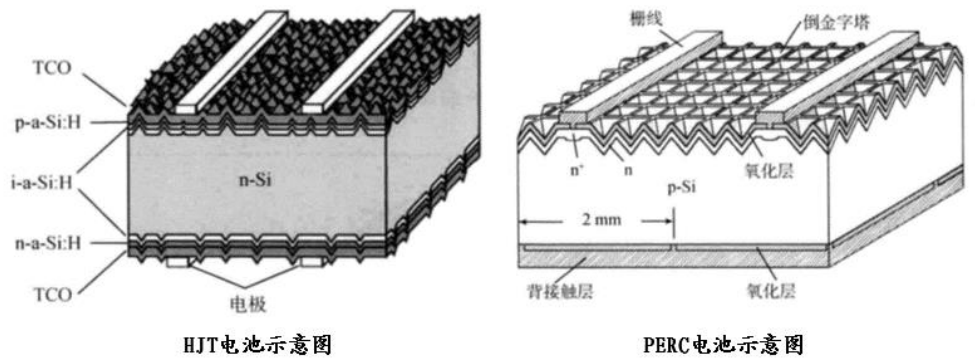 TCO
p-a-Si:H
i-a-Si:H
n-Si
n-a-Si:H
TCO
电极
HJT电池示意图
栅线
倒金字塔
n⁺
n
氧化层
p-Si
2 mm
背接触层
氧化层
PERC电池示意图